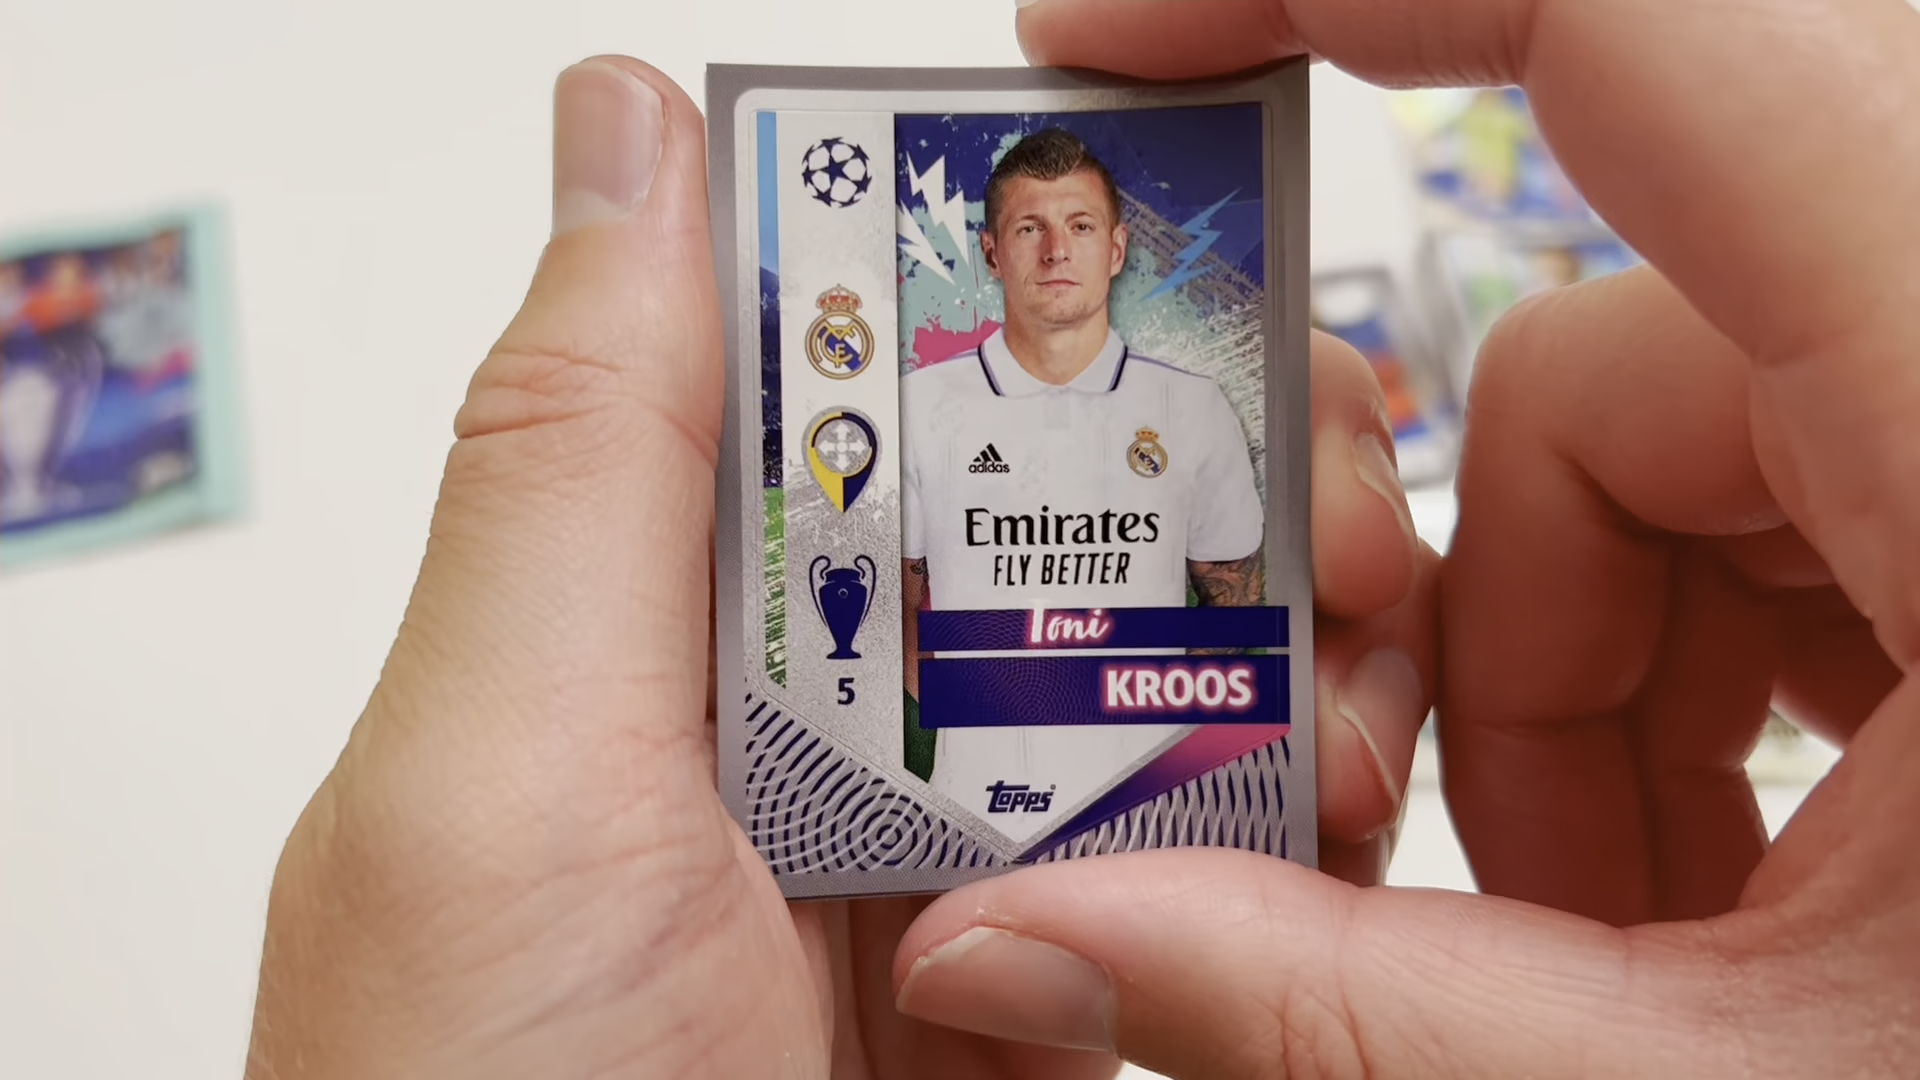 adidas
Emirates
FLY BETTER
Toni
KROOS
5
topps